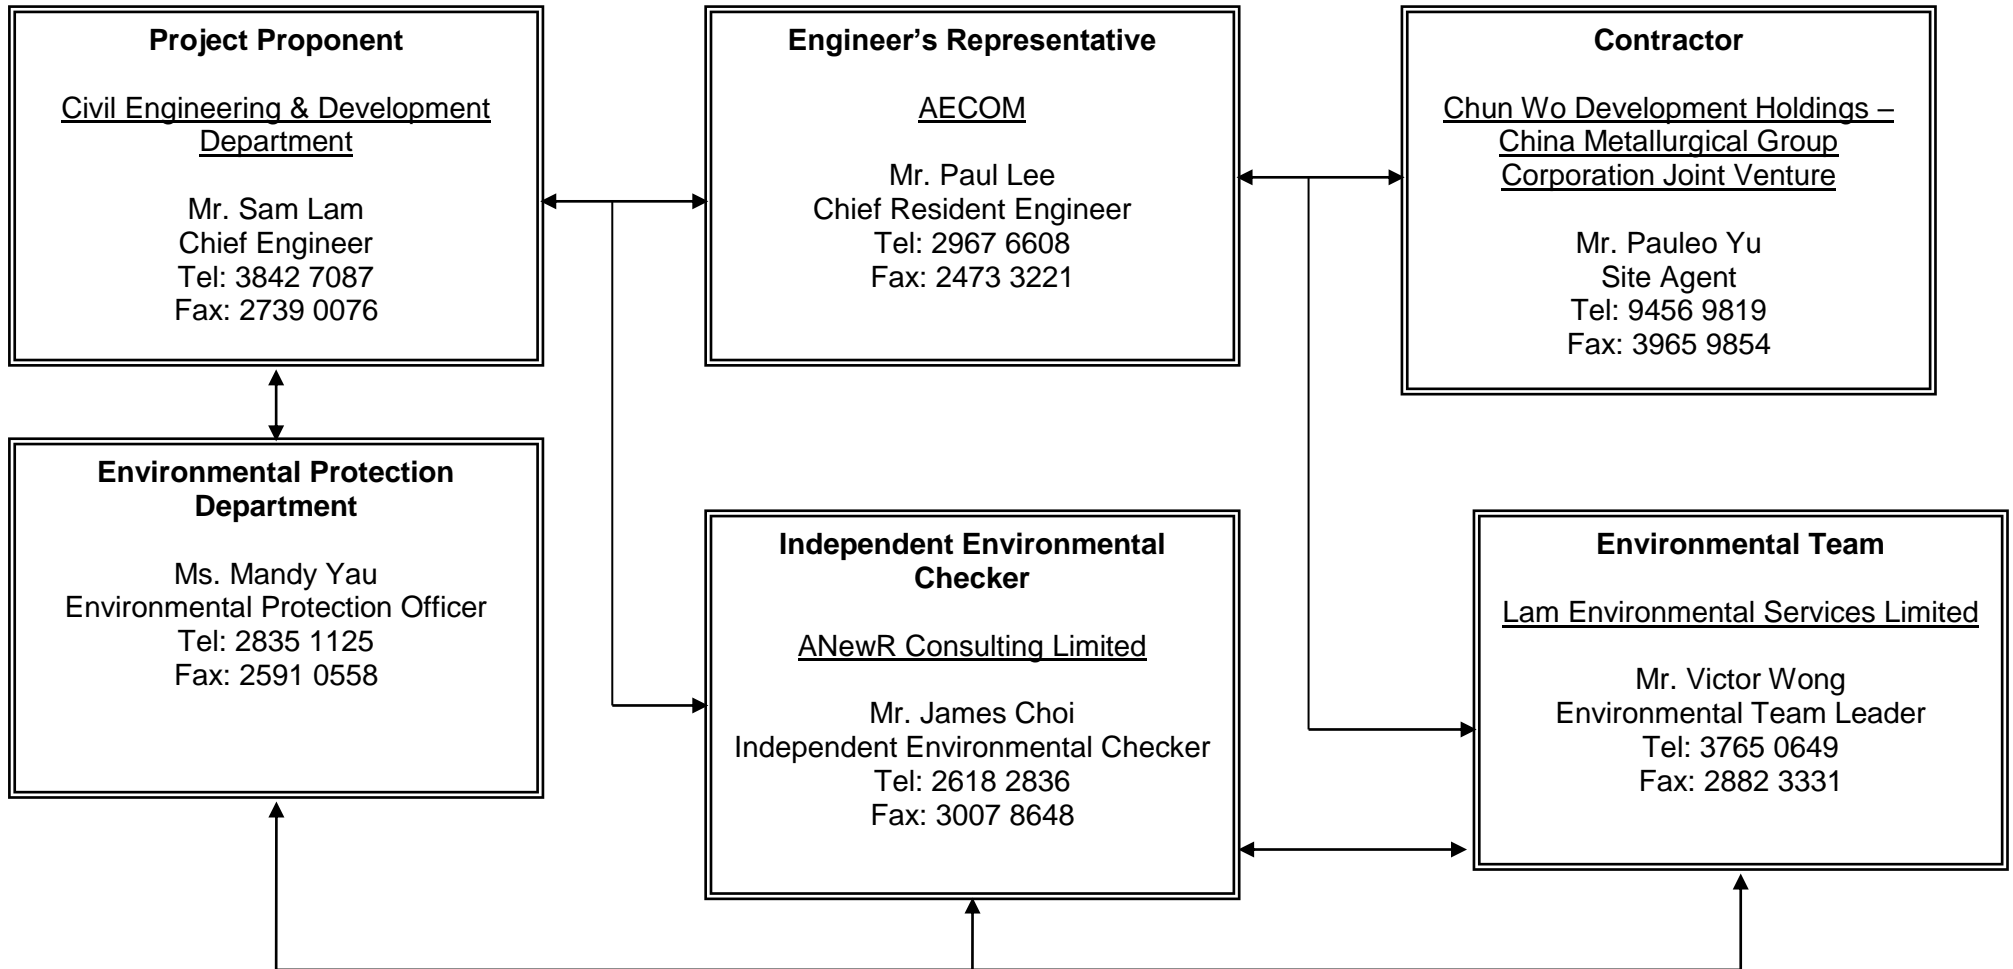 Project Proponent
Civil Engineering & Development
Department
Mr. Sam Lam
Chief Engineer
Tel: 3842 7087
Fax: 2739 0076
Engineer’s Representative
AECOM
Mr. Paul Lee
Chief Resident Engineer
Tel: 2967 6608
Fax: 2473 3221
Contractor
Chun Wo Development Holdings –
China Metallurgical Group
Corporation Joint Venture
Mr. Pauleo Yu
Site Agent
Tel: 9456 9819
Fax: 3965 9854
Environmental Protection
Department
Ms. Mandy Yau
Environmental Protection Officer
Tel: 2835 1125
Fax: 2591 0558
Independent Environmental
Checker
ANewR Consulting Limited
Mr. James Choi
Independent Environmental Checker
Tel: 2618 2836
Fax: 3007 8648
Environmental Team
Lam Environmental Services Limited
Mr. Victor Wong
Environmental Team Leader
Tel: 3765 0649
Fax: 2882 3331